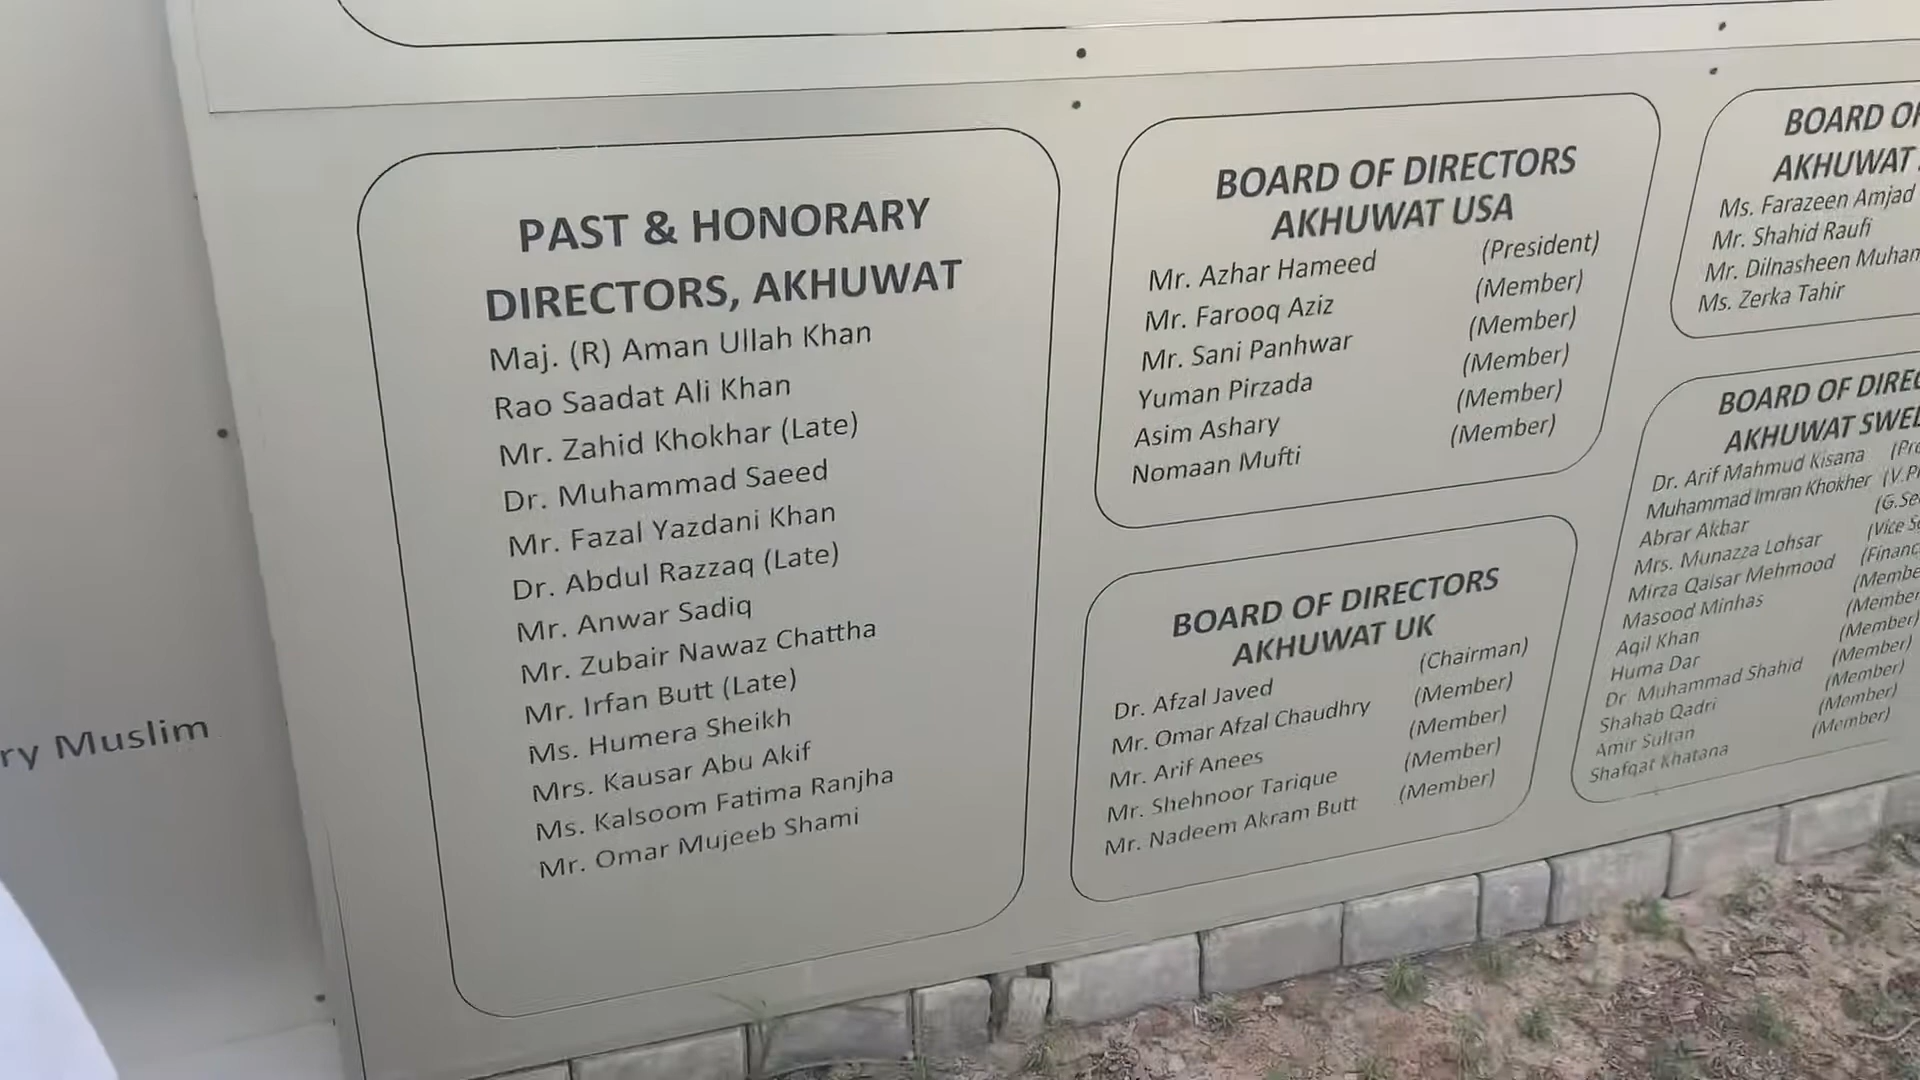 PAST & HONORARY
DIRECTORS, AKHUWAT
Maj. (R) Aman Ullah Khan
Rao Saadat Ali Khan
Mr. Zahid Khokhar (Late)
Dr. Muhammad Saeed
Mr. Fazal Yazdani Khan
Dr. Abdul Razzaq (Late)
Mr. Anwar Sadiq
Mr. Zubair Nawaz Chattha
Mr. Irfan Butt (Late)
Ms. Humera Sheikh
Mrs. Kausar Abu Akif
Ms. Kalsoom Fatima Ranjha
Mr. Omar Mujeeb Shami
BOARD OF DIRECTORS
AKHUWAT USA
Mr. Azhar Hameed (President)
Mr. Farooq Aziz (Member)
Mr. Sani Panhwar (Member)
Yuman Pirzada (Member)
Asim Ashary (Member)
Nomaan Mufti (Member)
BOARD OF DIRECTORS
AKHUWAT UK
Dr. Afzal Javed (Chairman)
Mr. Omar Afzal Chaudhry (Member)
Mr. Arif Anees (Member)
Mr. Shehnoor Tarique (Member)
Mr. Nadeem Akram Butt (Member)
BOARD OF
AKHUWAT
Ms. Farazeen Amjad
Mr. Shahid Raufi
Mr. Dilnasheen
Ms. Zerka Tahir
BOARD OF
AKHUWAT
Dr. Arif Mahmud Kisana
Muhammad Imran Khokher
Abrar Akbar
Mrs. Munazza Lohsar
Mirza Qaisar Mehmood
Masood Minhas
Aqil Khan (Member)
Huma Dar (Member)
Dr. Muhammad Shahid (Member)
Shahab Qadri (Member)
Amir Sultan (Member)
Shafqat Khatana (Member)
Muslim